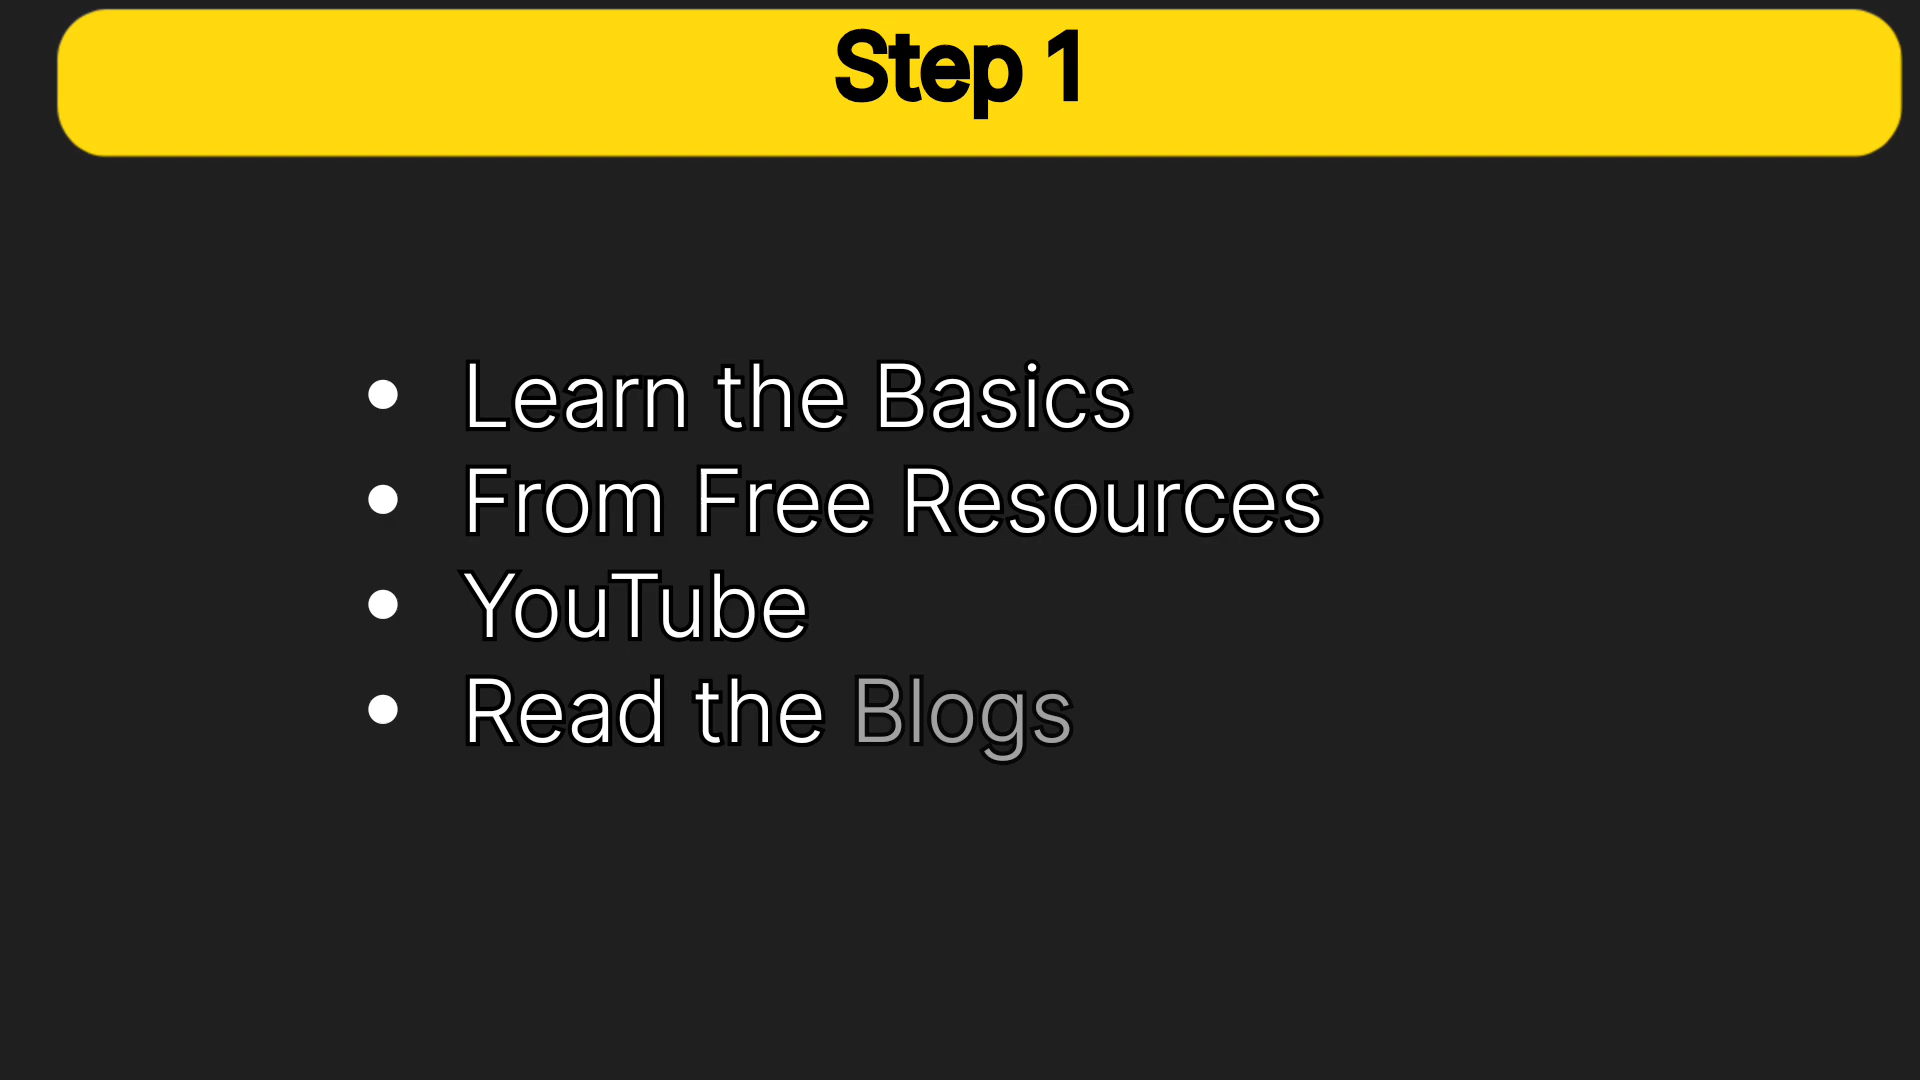 Step 1
• Learn the Basics
• From Free Resources
• YouTube
• Read the Blogs